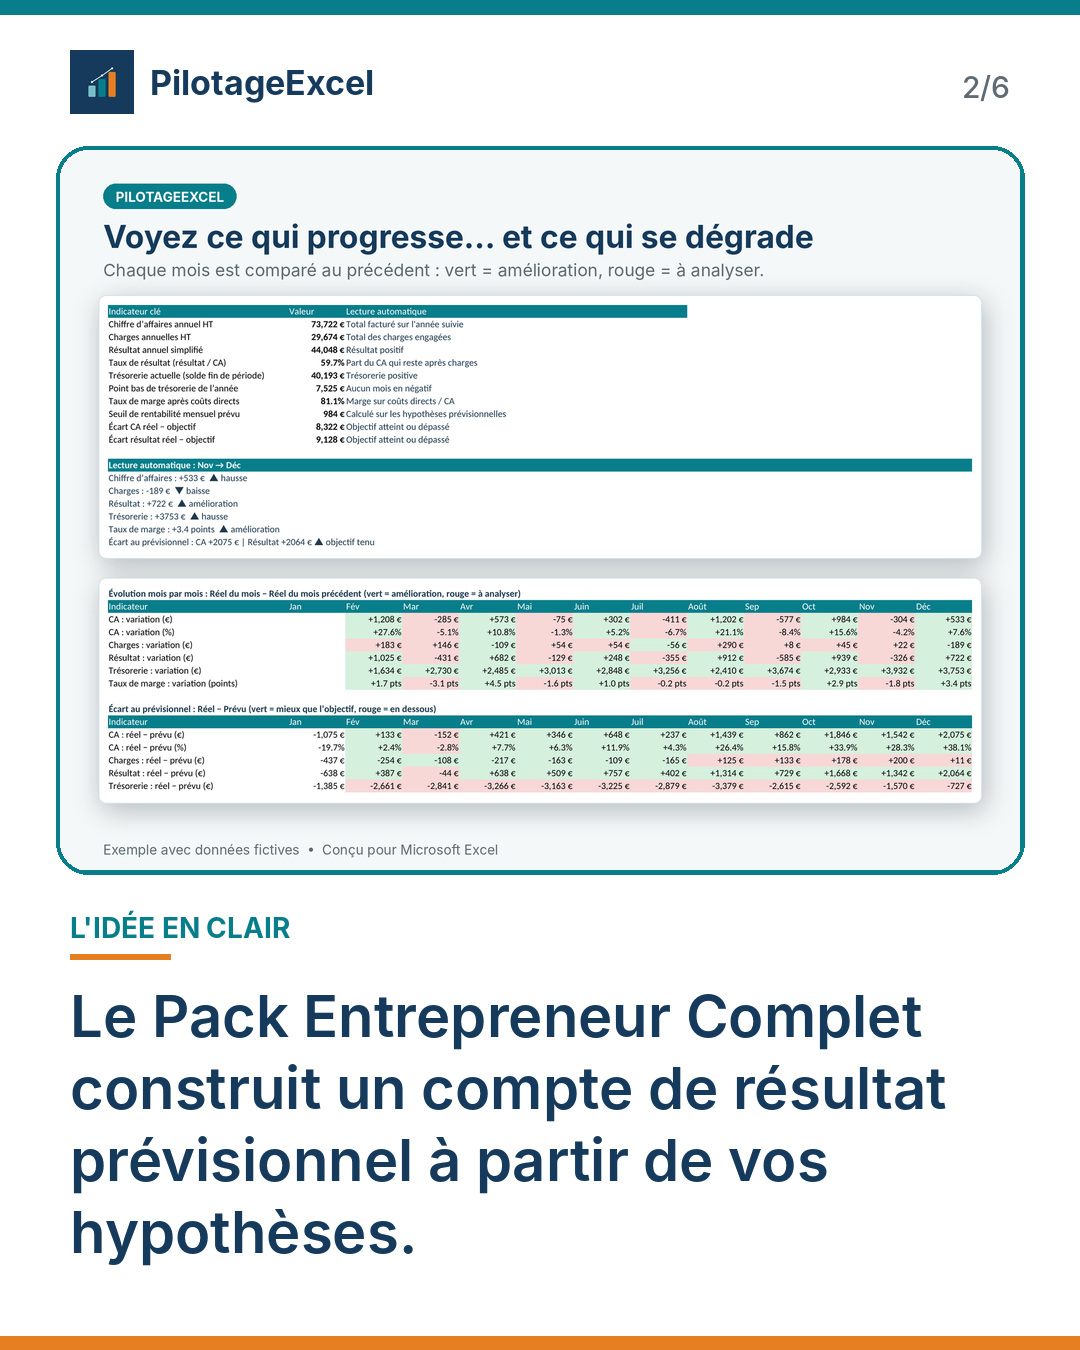 PilotageExcel
2/6
PILOTAGEEXCEL
Voyez ce qui progresse... et ce qui se dégrade
Chaque mois est comparé au précédent : vert = amélioration, rouge = à analyser.
Indicateur clé Valeur Lecture automatique
Chiffre d'affaires annuel HT 73,722 € Total facturé sur l'année suivie
Charges annuelles HT 29,674 € Total des charges engagées
Résultat annuel simplifié 44,048 € Résultat positif
Taux de résultat (résultat / CA) 59.7% Part du CA qui reste après charges
Trésorerie actuelle (solde fin de période) 40,193 € Trésorerie positive
Point bas de trésorerie de l'année 7,525 € Aucun mois en négatif
Taux de marge après coûts directs 81.1% Marge sur coûts directs / CA
Seuil de rentabilité mensuel prévu 984 € Calculé sur les hypothèses prévisionnelles
Écart CA réel − objectif 8,322 € Objectif atteint ou dépassé
Écart résultat réel − objectif 9,128 € Objectif atteint ou dépassé
Lecture automatique : Nov → Déc
Chiffre d'affaires : +533 € ▲ hausse
Charges : -189 € ▼ baisse
Résultat : +722 € ▲ amélioration
Trésorerie : +3753 € ▲ hausse
Taux de marge : +3.4 points ▲ amélioration
Écart au prévisionnel : CA +2075 € | Résultat +2064 € ▲ objectif tenu
Évolution mois par mois : Réel du mois − Réel du mois précédent (vert = amélioration, rouge = à analyser)
Indicateur Jan Fév Mar Avr Mai Juin Juil Août Sep Oct Nov Déc
CA : variation (€) +1,208 € -285 € +573 € -75 € +302 € -411 € +1,202 € -577 € +984 € -304 € +533 €
CA : variation (%) +27.6% -5.1% +10.8% -1.3% +5.2% -6.7% +21.1% -8.4% +15.6% -4.2% +7.6%
Charges : variation (€) +183 € +146 € -109 € +54 € +54 € -56 € +290 € +8 € +45 € +22 € -189 €
Résultat : variation (€) +1,025 € -431 € +682 € -129 € +248 € -355 € +912 € -585 € +939 € -326 € +722 €
Trésorerie : variation (€) +1,634 € +2,730 € +2,485 € +3,013 € +2,848 € +3,256 € +2,410 € +3,674 € +2,933 € +3,932 € +3,753 €
Taux de marge : variation (points) +1.7 pts -3.1 pts +4.5 pts -1.6 pts +1.0 pts -0.2 pts -0.2 pts -1.5 pts +2.9 pts -1.8 pts +3.4 pts
Écart au prévisionnel : Réel − Prévu (vert = mieux que l'objectif, rouge = en dessous)
Indicateur Jan Fév Mar Avr Mai Juin Juil Août Sep Oct Nov Déc
CA : réel − prévu (€) -1,075 € +133 € -152 € +421 € +346 € +648 € +237 € +1,439 € +862 € +1,846 € +1,542 € +2,075 €
CA : réel − prévu (%) -19.7% +2.4% -2.8% +7.7% +6.3% +11.9% +4.3% +26.4% +15.8% +33.9% +28.3% +38.1%
Charges : réel − prévu (€) -437 € -254 € -108 € -217 € -163 € -109 € -165 € +125 € +133 € +178 € +200 € +11 €
Résultat : réel − prévu (€) -638 € +387 € -44 € +638 € +509 € +757 € +402 € +1,314 € +729 € +1,668 € +1,342 € +2,064 €
Trésorerie : réel − prévu (€) -1,385 € -2,661 € -2,841 € -3,266 € -3,163 € -3,225 € -2,879 € -3,379 € -2,615 € -2,592 € -1,570 € -727 €
Exemple avec données fictives • Conçu pour Microsoft Excel
L'IDÉE EN CLAIR
Le Pack Entrepreneur Complet
construit un compte de résultat
prévisionnel à partir de vos
hypothèses.